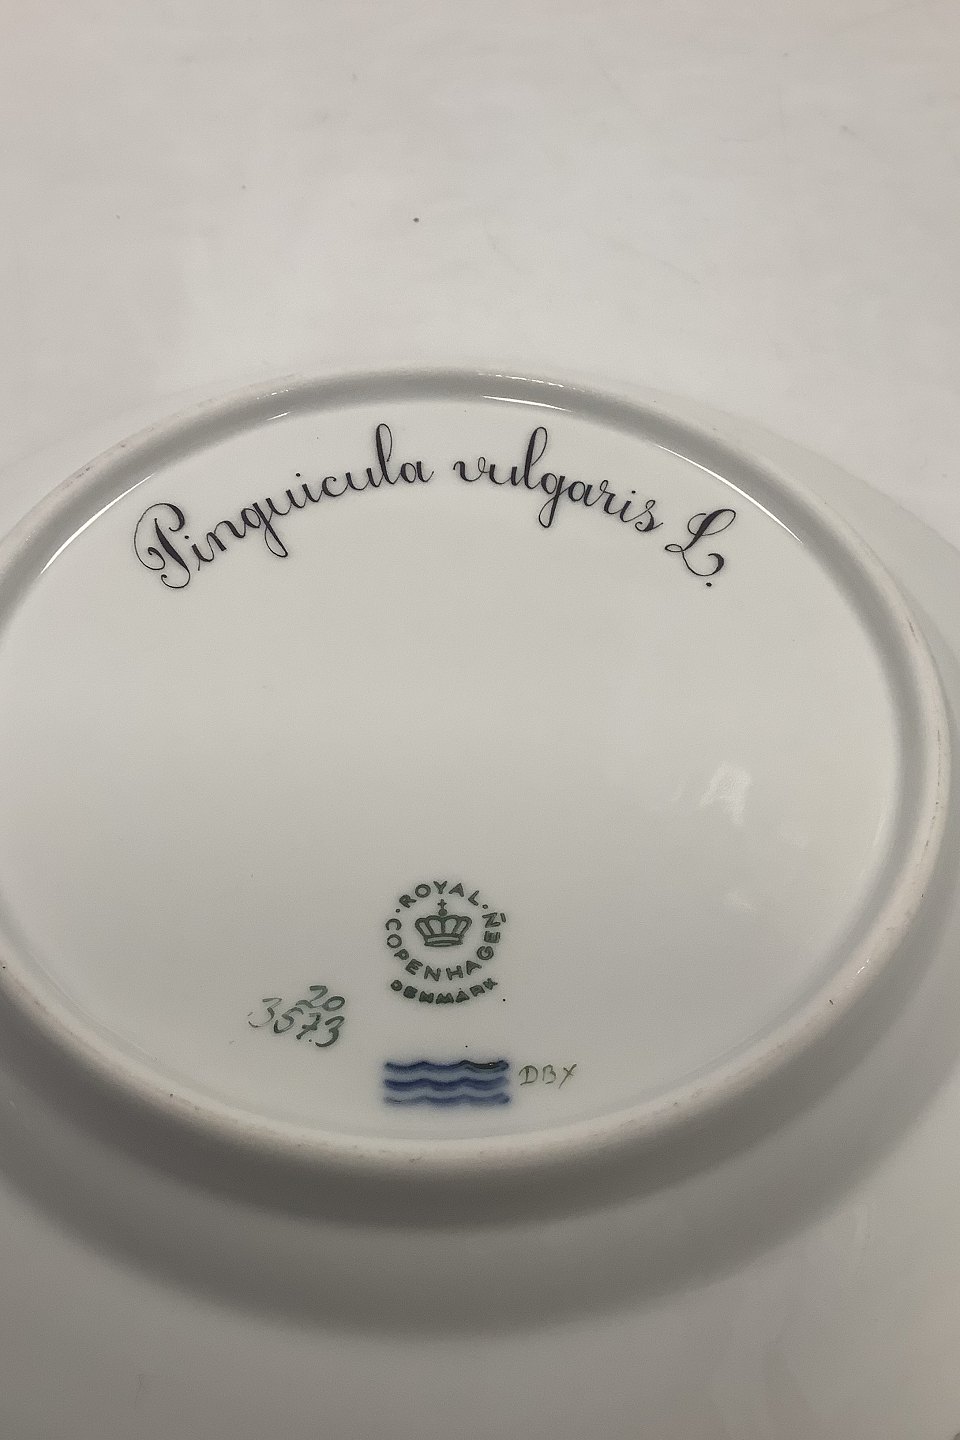 Pinguicula vulgaris L.
ROYAL
COPENHAGEN
DENMARK
20
3573
DBX